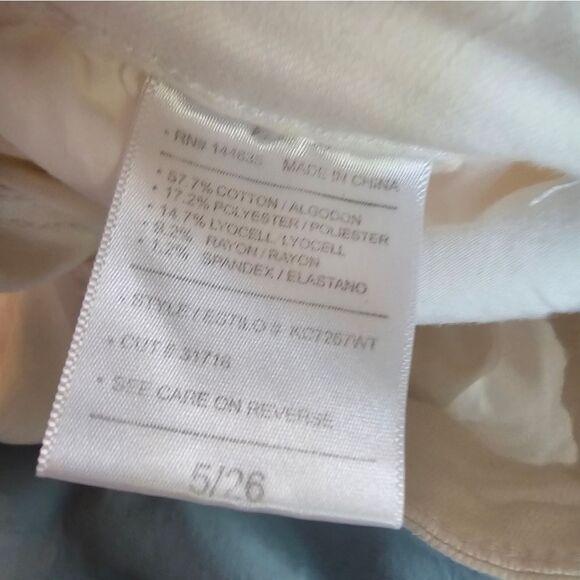 • RN# 144635 MADE IN CHINA
• 57.7% COTTON / ALGODON
• 17.2% POLYESTER / POLIESTER
• 14.7% LYOCELL / LYOCELL
• 9.2% RAYON / RAYON
• 1.2% SPANDEX / ELASTANO
• STYLE / ESTILO # KC7267WT
• CUT # 31716
• SEE CARE ON REVERSE
5/26